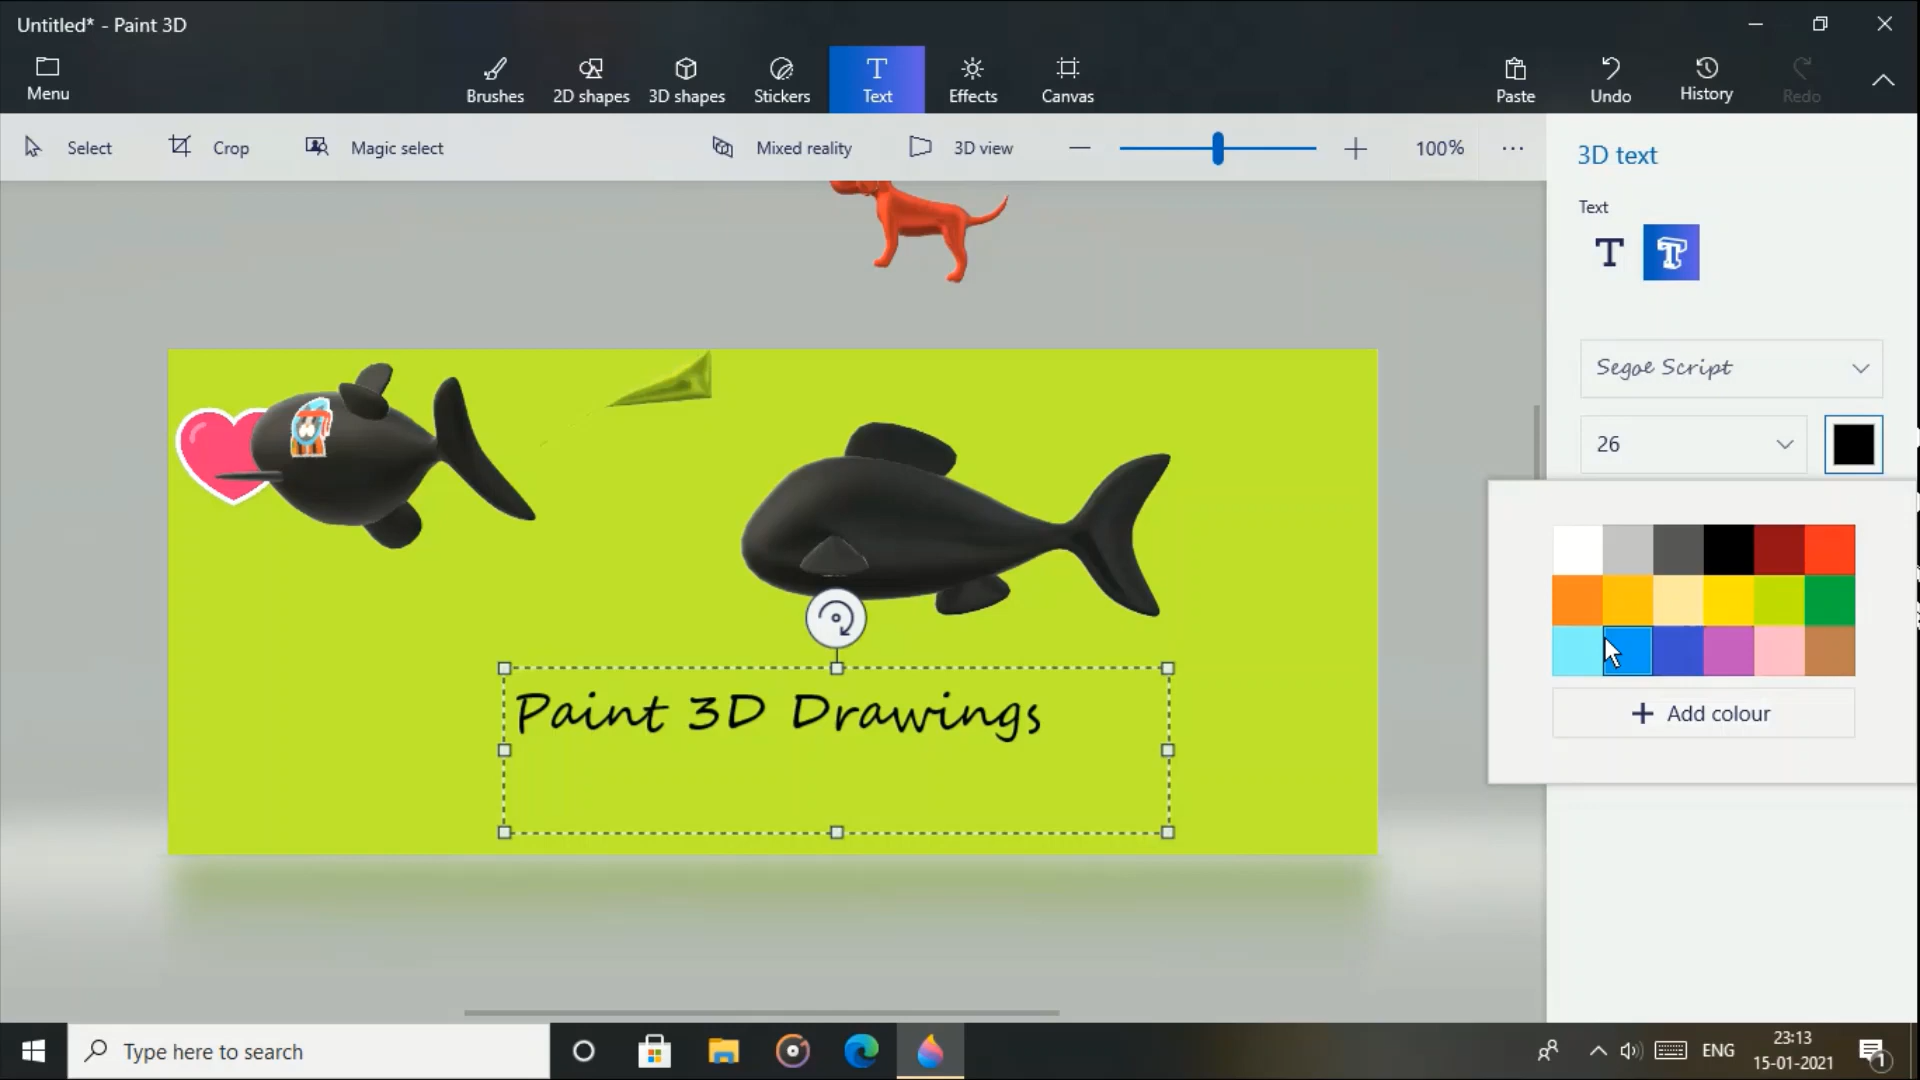 Untitled* - Paint 3D
Menu
Brushes
2D shapes
3D shapes
Stickers
Text
Effects
Canvas
Paste
Undo
History
Redo
Select
Crop
Magic select
Mixed reality
3D view
100%
3D text
Text
Segoe Script
26
Add colour
Paint 3D Drawings
Type here to search
ENG
23:13
15-01-2021
1